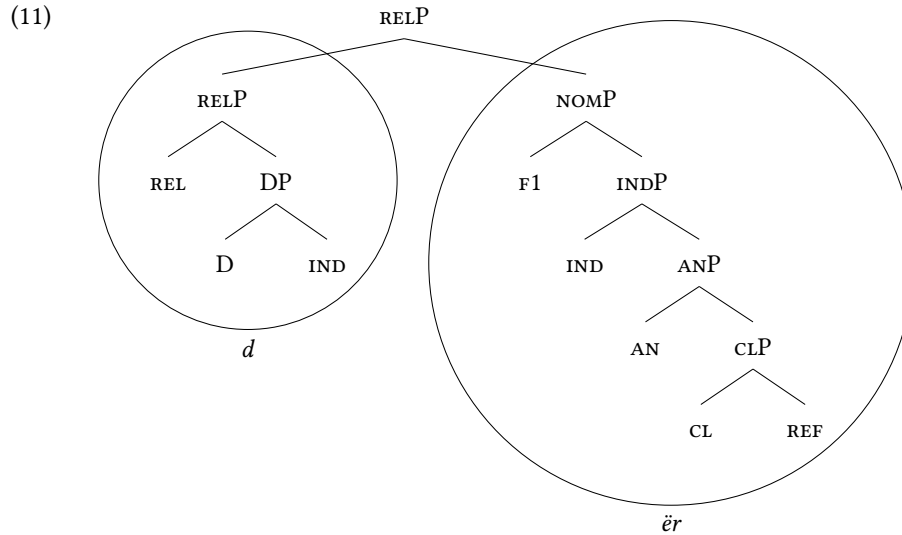 (11)
RELP
RELP NOMP
REL DP F1 INDP
D IND IND ANP
d AN CLP
CL REF
ër